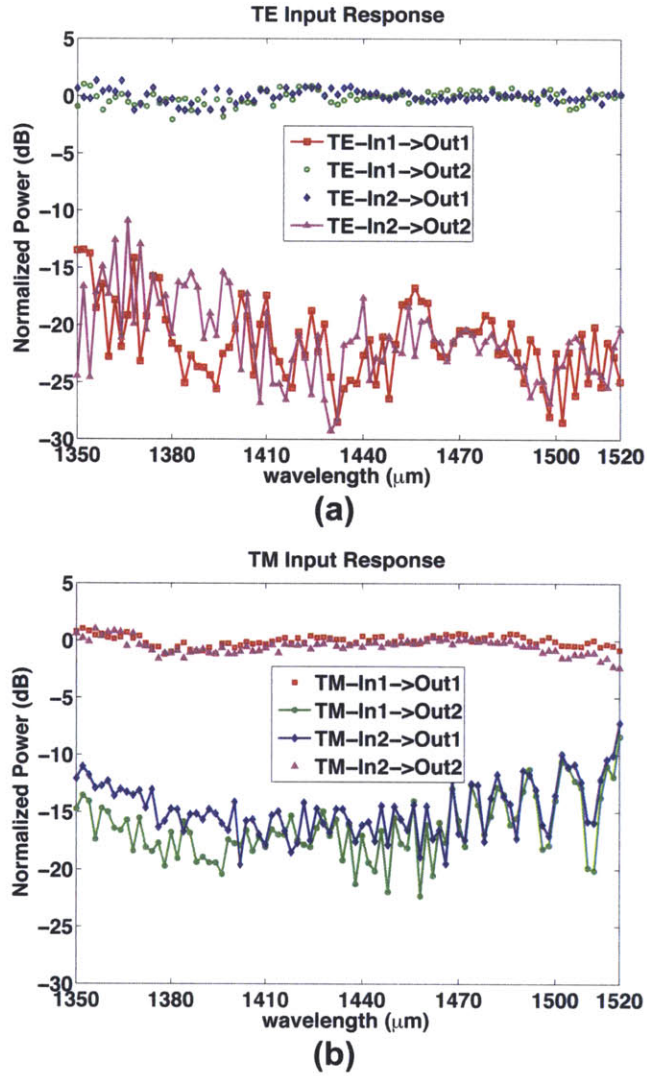 TE Input Response
5
0
−5
−10
−15
−20
−25
−30
Normalized Power (dB)
TE−In1−>Out1
TE−In1−>Out2
TE−In2−>Out1
TE−In2−>Out2
1350 1380 1410 1440 1470 1500 1520
wavelength (μm)
(a)
TM Input Response
5
0
−5
−10
−15
−20
−25
−30
Normalized Power (dB)
TM−In1−>Out1
TM−In1−>Out2
TM−In2−>Out1
TM−In2−>Out2
1350 1380 1410 1440 1470 1500 1520
wavelength (μm)
(b)